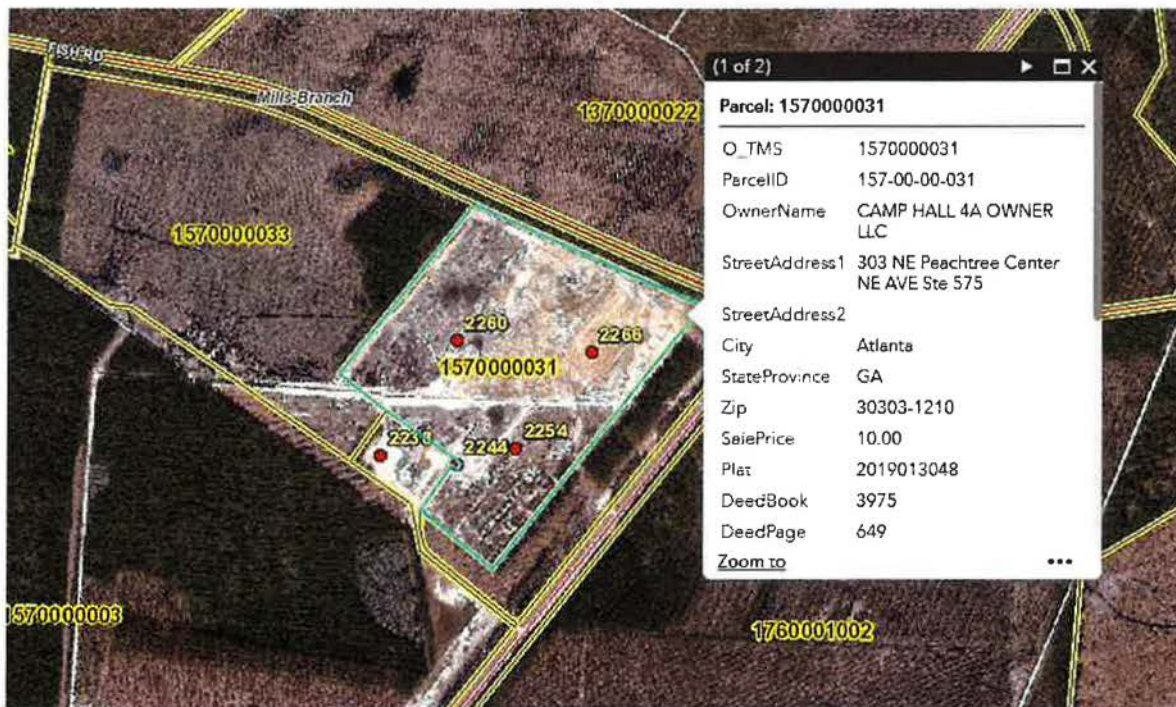 FISH RD
Mills Branch
1370000022
1570000033
2260
2266
1570000031
2254
2244
1570000003
1760001002
(1 of 2)
Parcel: 1570000031
O_TMS 1570000031
ParcelID 157-00-00-031
OwnerName CAMP HALL 4A OWNER
LLC
StreetAddress1 303 NE Peachtree Center
NE AVE Ste 575
StreetAddress2
City Atlanta
StateProvince GA
Zip 30303-1210
SalePrice 10.00
Plat 2019013048
DeedBook 3975
DeedPage 649
Zoom to